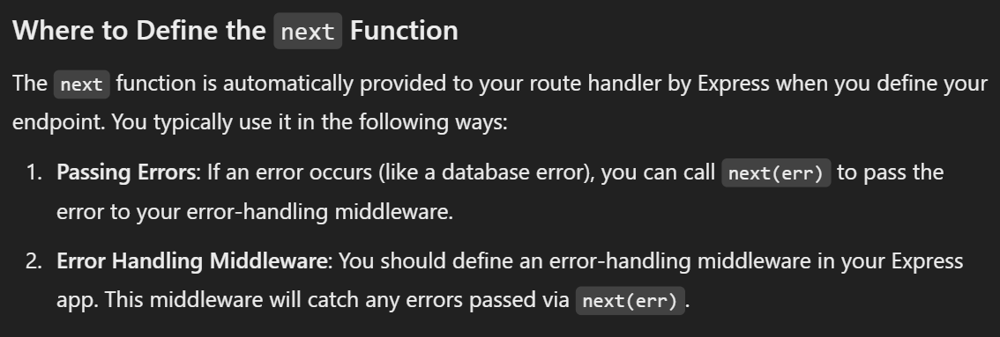 Where to Define the next Function
The next function is automatically provided to your route handler by Express when you define your
endpoint. You typically use it in the following ways:
1. Passing Errors: If an error occurs (like a database error), you can call next(err) to pass the
error to your error-handling middleware.
2. Error Handling Middleware: You should define an error-handling middleware in your Express
app. This middleware will catch any errors passed via next(err).